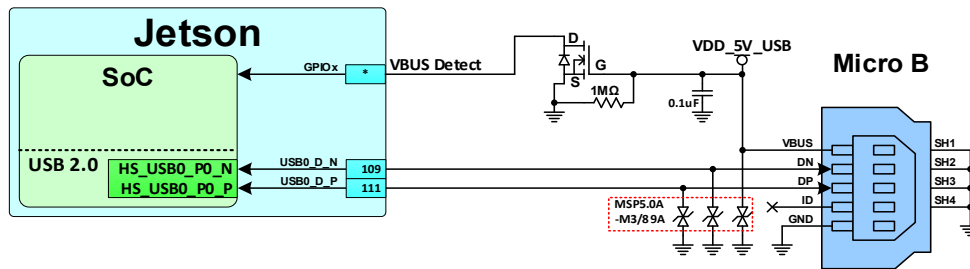 Jetson
SoC
GPIOx
*
VBUS Detect
D
G
S
1MΩ
0.1uF
VDD_5V_USB
Micro B
USB 2.0
HS_USB0_P0_N
HS_USB0_P0_P
USB0_D_N
USB0_D_P
109
111
MSP5.0A
-M3/89A
VBUS
DN
DP
ID
GND
SH1
SH2
SH3
SH4